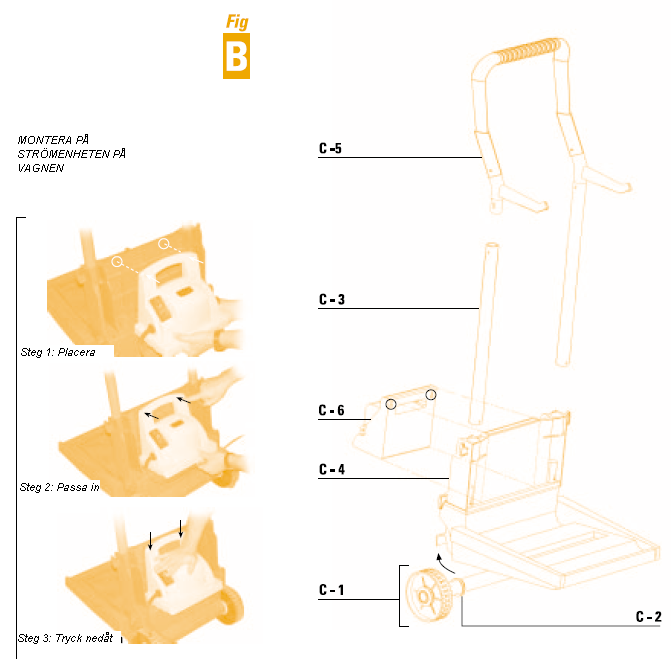 Fig
B
MONTERA PÅ
STRÖMENHETEN PÅ
VAGNEN
Steg 1: Placera
Steg 2: Passa in
Steg 3: Tryck nedåt
C-5
C-3
C-6
C-4
C-1
C-2